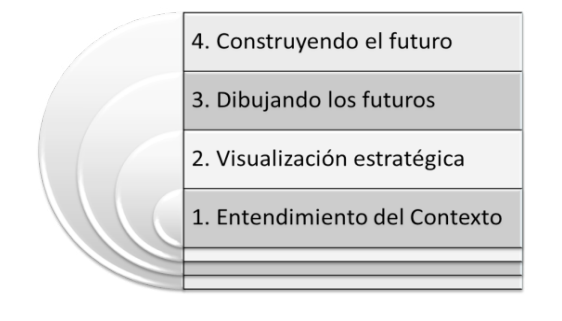 4. Construyendo el futuro
3. Dibujando los futuros
2. Visualización estratégica
1. Entendimiento del Contexto